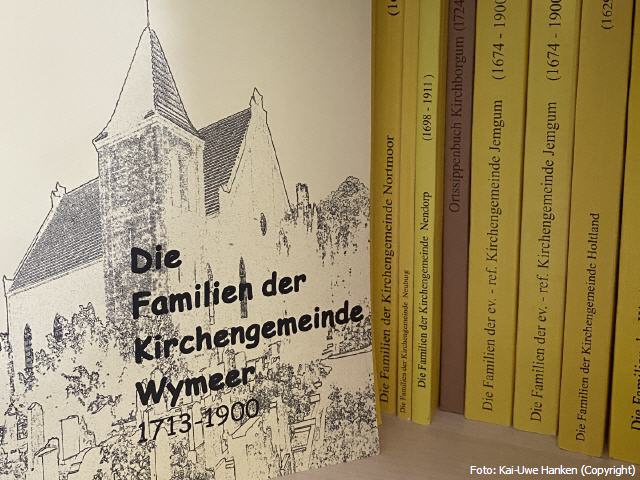 Die
Familien der
Kirchengemeinde
Wymeer
1713-1900
Die Familien der Kirchengemeinde Nortmoor
Die Familien der Kirchengemeinde Neuburg
Die Familien der Kirchengemeinde Nendorp (1698 - 1911)
Ortssippenbuch Kirchborgum (1724
Die Familien der ev. - ref. Kirchengemeinde Jemgum (1674 - 1900
Die Familien der ev. - ref. Kirchengemeinde Jemgum (1674 - 1900
Die Familien der Kirchengemeinde Holtland (1629
Foto: Kai-Uwe Hanken (Copyright)